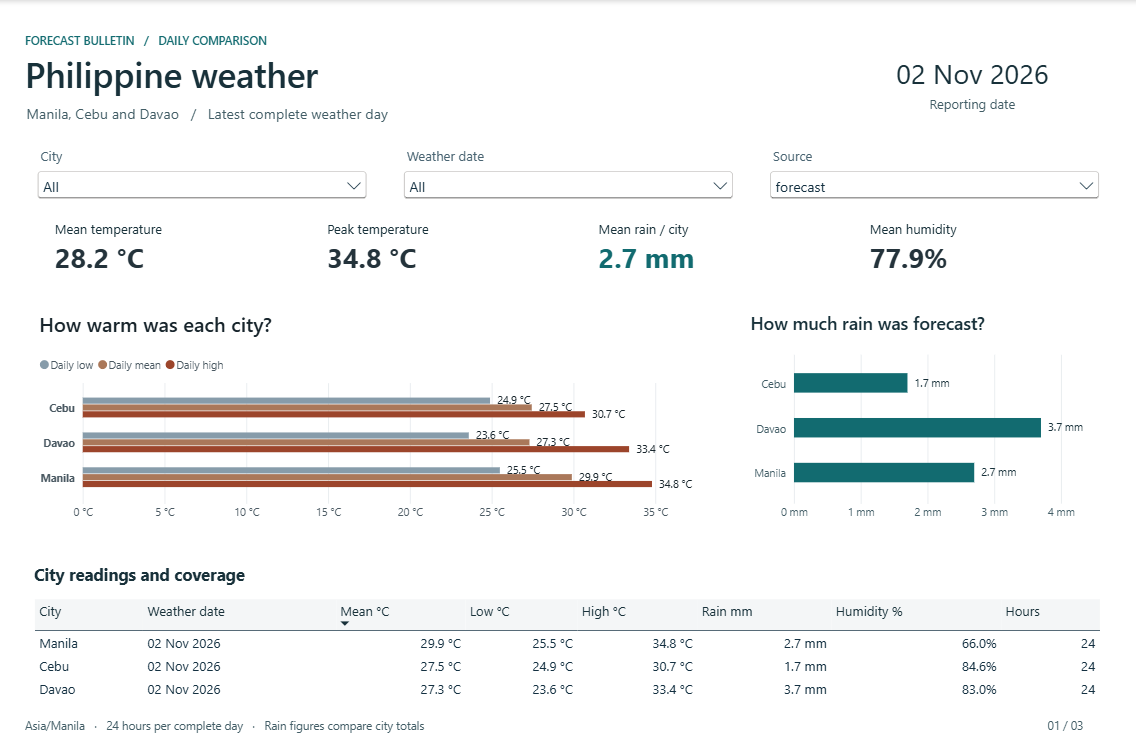 FORECAST BULLETIN / DAILY COMPARISON
Philippine weather
02 Nov 2026
Reporting date
Manila, Cebu and Davao / Latest complete weather day
City
All
Weather date
All
Source
forecast
Mean temperature
28.2 °C
Peak temperature
34.8 °C
Mean rain / city
2.7 mm
Mean humidity
77.9%
How warm was each city?
Daily low Daily mean Daily high
Cebu
24.9 °C
27.5 °C
30.7 °C
Davao
23.6 °C
27.3 °C
33.4 °C
Manila
25.5 °C
29.9 °C
34.8 °C
0 °C 5 °C 10 °C 15 °C 20 °C 25 °C 30 °C 35 °C
How much rain was forecast?
Cebu 1.7 mm
Davao 3.7 mm
Manila 2.7 mm
0 mm 1 mm 2 mm 3 mm 4 mm
City readings and coverage
City Weather date Mean °C Low °C High °C Rain mm Humidity % Hours
Manila 02 Nov 2026 29.9 °C 25.5 °C 34.8 °C 2.7 mm 66.0% 24
Cebu 02 Nov 2026 27.5 °C 24.9 °C 30.7 °C 1.7 mm 84.6% 24
Davao 02 Nov 2026 27.3 °C 23.6 °C 33.4 °C 3.7 mm 83.0% 24
Asia/Manila · 24 hours per complete day · Rain figures compare city totals
01 / 03